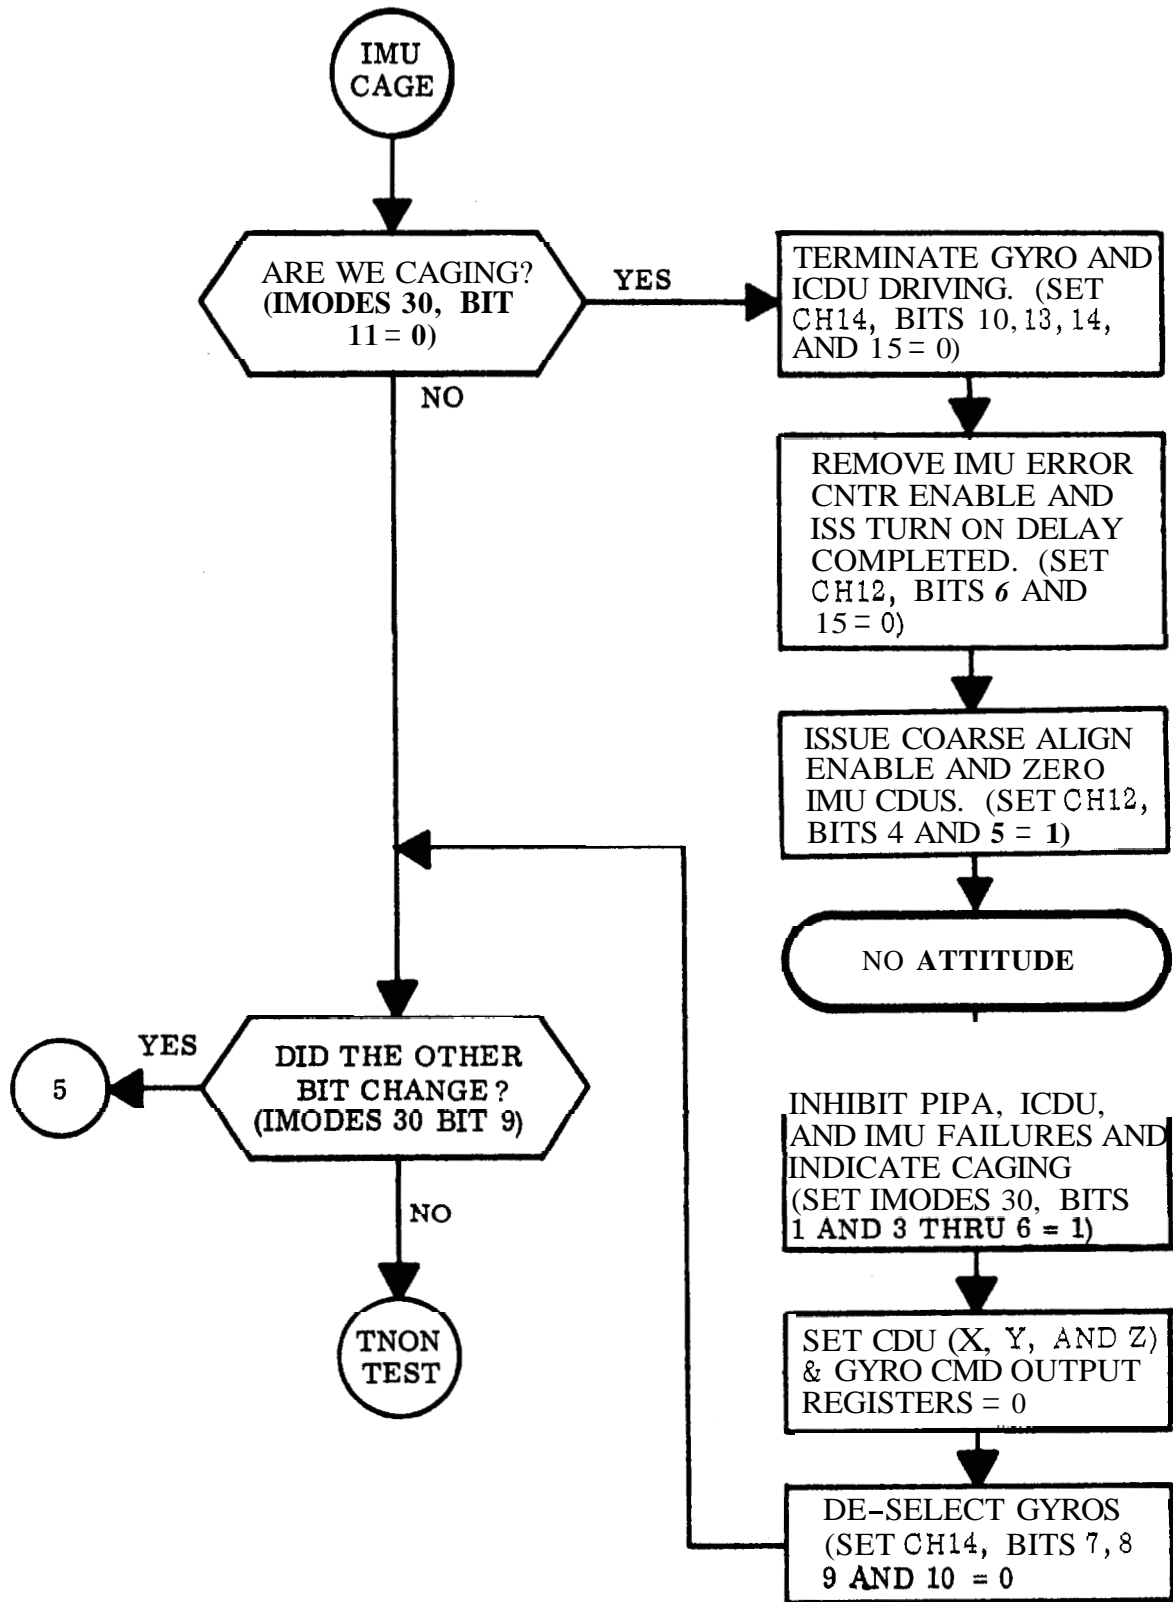 IMU
CAGE
ARE WE CAGING?
(IMODES 30, BIT
11 = 0)
YES
NO
TERMINATE GYRO AND
ICDU DRIVING. (SET
CH14, BITS 10, 13, 14,
AND 15 = 0)
REMOVE IMU ERROR
CNTR ENABLE AND
ISS TURN ON DELAY
COMPLETED. (SET
CH12, BITS 6 AND
15 = 0)
ISSUE COARSE ALIGN
ENABLE AND ZERO
IMU CDUS. (SET CH12,
BITS 4 AND 5 = 1)
NO ATTITUDE
INHIBIT PIPA, ICDU,
AND IMU FAILURES AND
INDICATE CAGING
(SET IMODES 30, BITS
1 AND 3 THRU 6 = 1)
SET CDU (X, Y, AND Z)
& GYRO CMD OUTPUT
REGISTERS = 0
DE-SELECT GYROS
(SET CH14, BITS 7, 8
9 AND 10 = 0
DID THE OTHER
BIT CHANGE?
(IMODES 30 BIT 9)
YES
5
NO
TNON
TEST